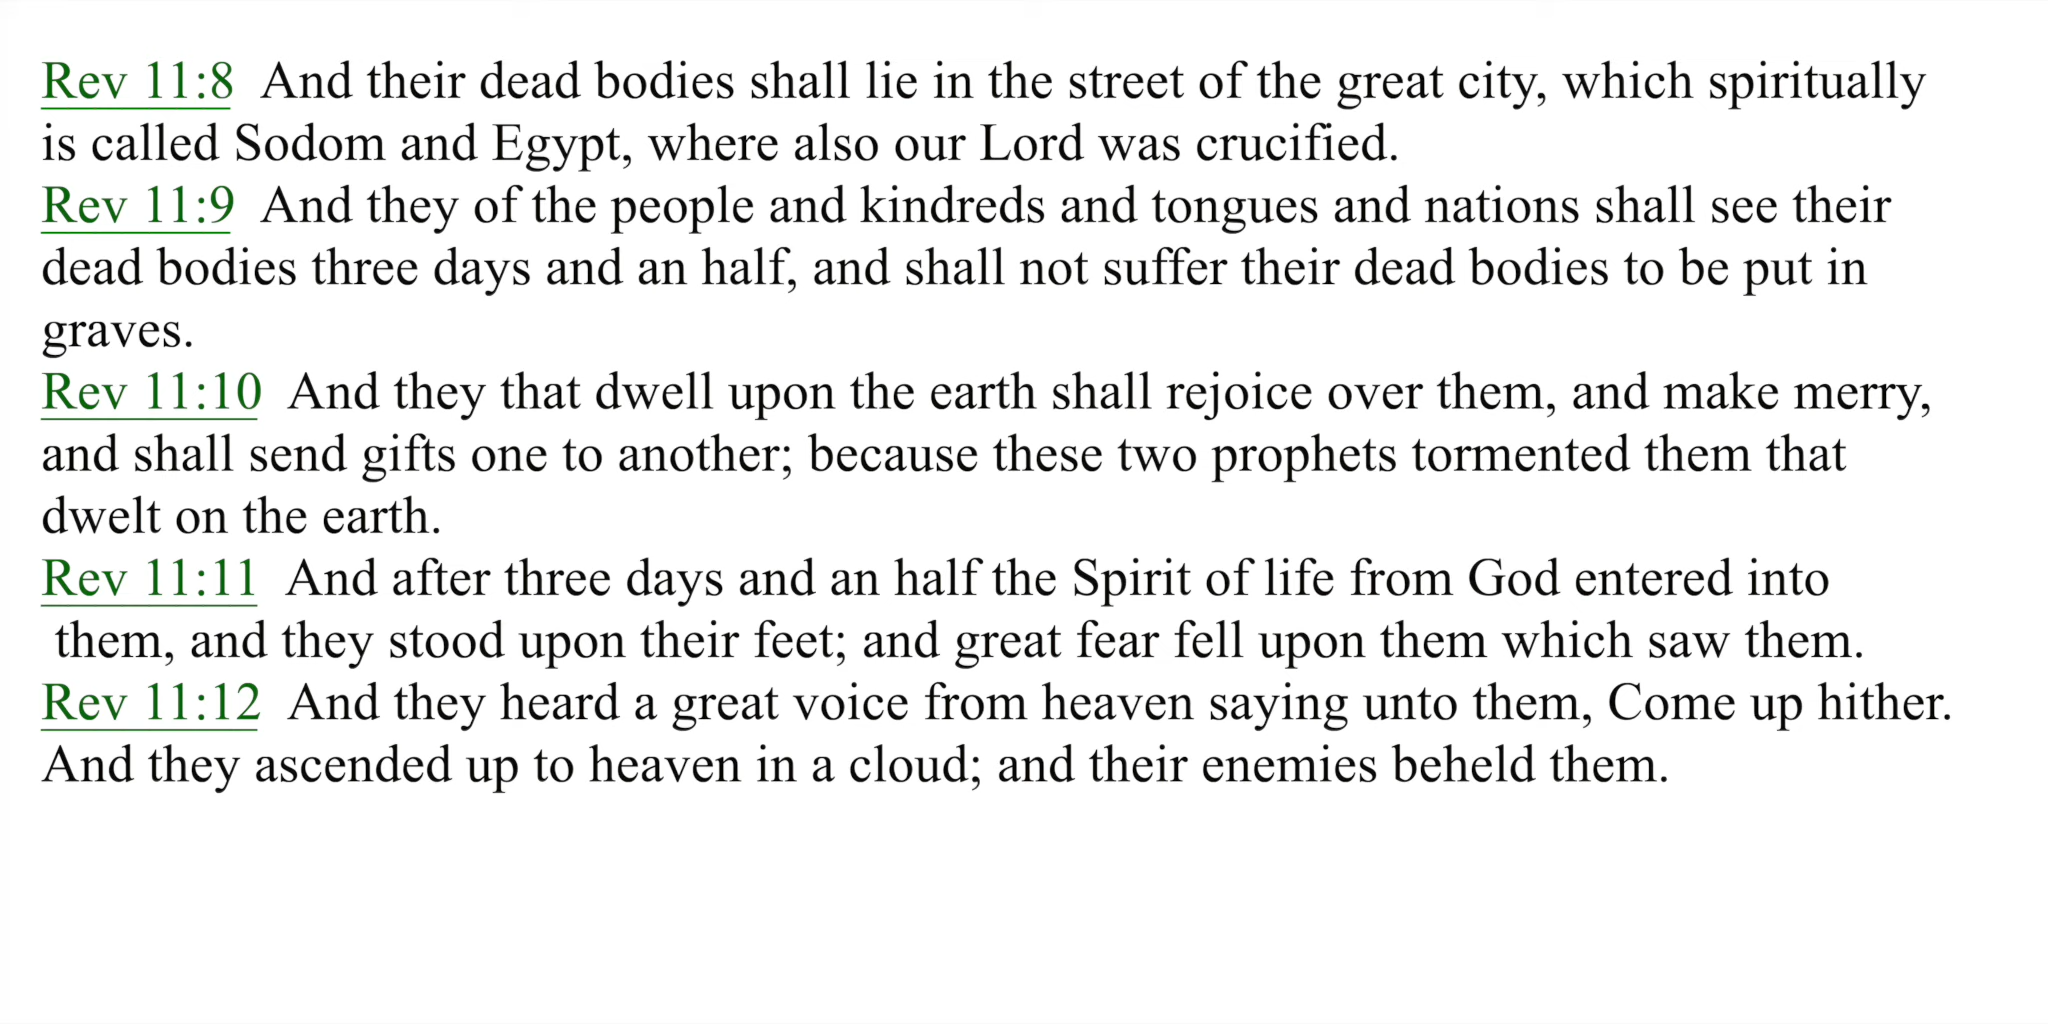 Rev 11:8  And their dead bodies shall lie in the street of the great city, which spiritually
is called Sodom and Egypt, where also our Lord was crucified.
Rev 11:9  And they of the people and kindreds and tongues and nations shall see their
dead bodies three days and an half, and shall not suffer their dead bodies to be put in
graves.
Rev 11:10  And they that dwell upon the earth shall rejoice over them, and make merry,
and shall send gifts one to another; because these two prophets tormented them that
dwelt on the earth.
Rev 11:11  And after three days and an half the Spirit of life from God entered into
them, and they stood upon their feet; and great fear fell upon them which saw them.
Rev 11:12  And they heard a great voice from heaven saying unto them, Come up hither.
And they ascended up to heaven in a cloud; and their enemies beheld them.